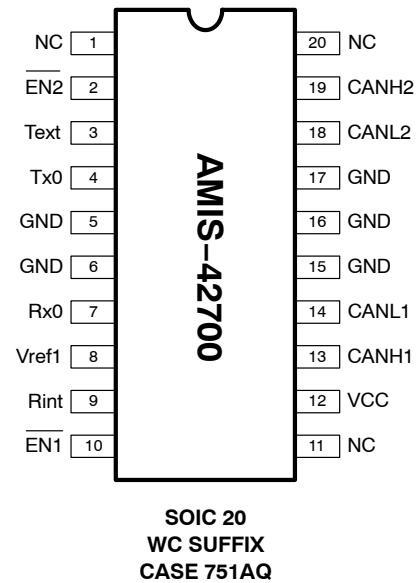 NC 1 20 NC
EN2 2 19 CANH2
Text 3 18 CANL2
Tx0 4 17 GND
GND 5 16 GND
GND 6 15 GND
Rx0 7 14 CANL1
Vref1 8 13 CANH1
Rint 9 12 VCC
EN1 10 11 NC
AMIS–42700
SOIC 20
WC SUFFIX
CASE 751AQ